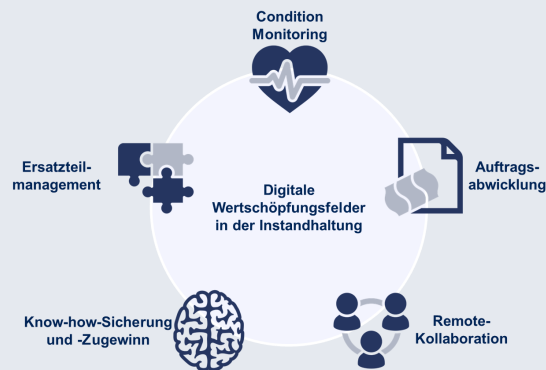 Condition
Monitoring
Ersatzteil-
management
Auftrags-
abwicklung
Digitale
Wertschöpfungsfelder
in der Instandhaltung
Know-how-Sicherung
und -Zugewinn
Remote-
Kollaboration